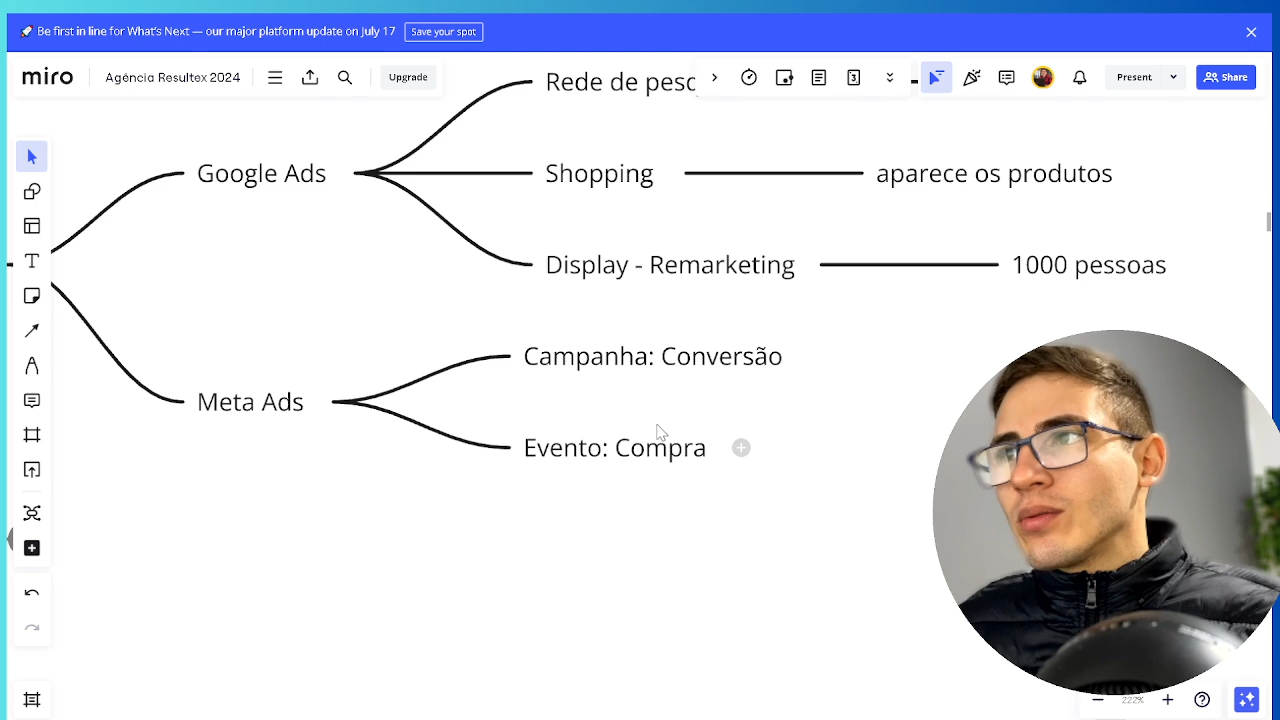 Be first in line for What's Next — our major platform update on July 17
Save your spot
miro
Agência Resultex 2024
Upgrade
Present
Share
Rede de pesq
Google Ads
Shopping
aparece os produtos
Display - Remarketing
1000 pessoas
Campanha: Conversão
Meta Ads
Evento: Compra
222%